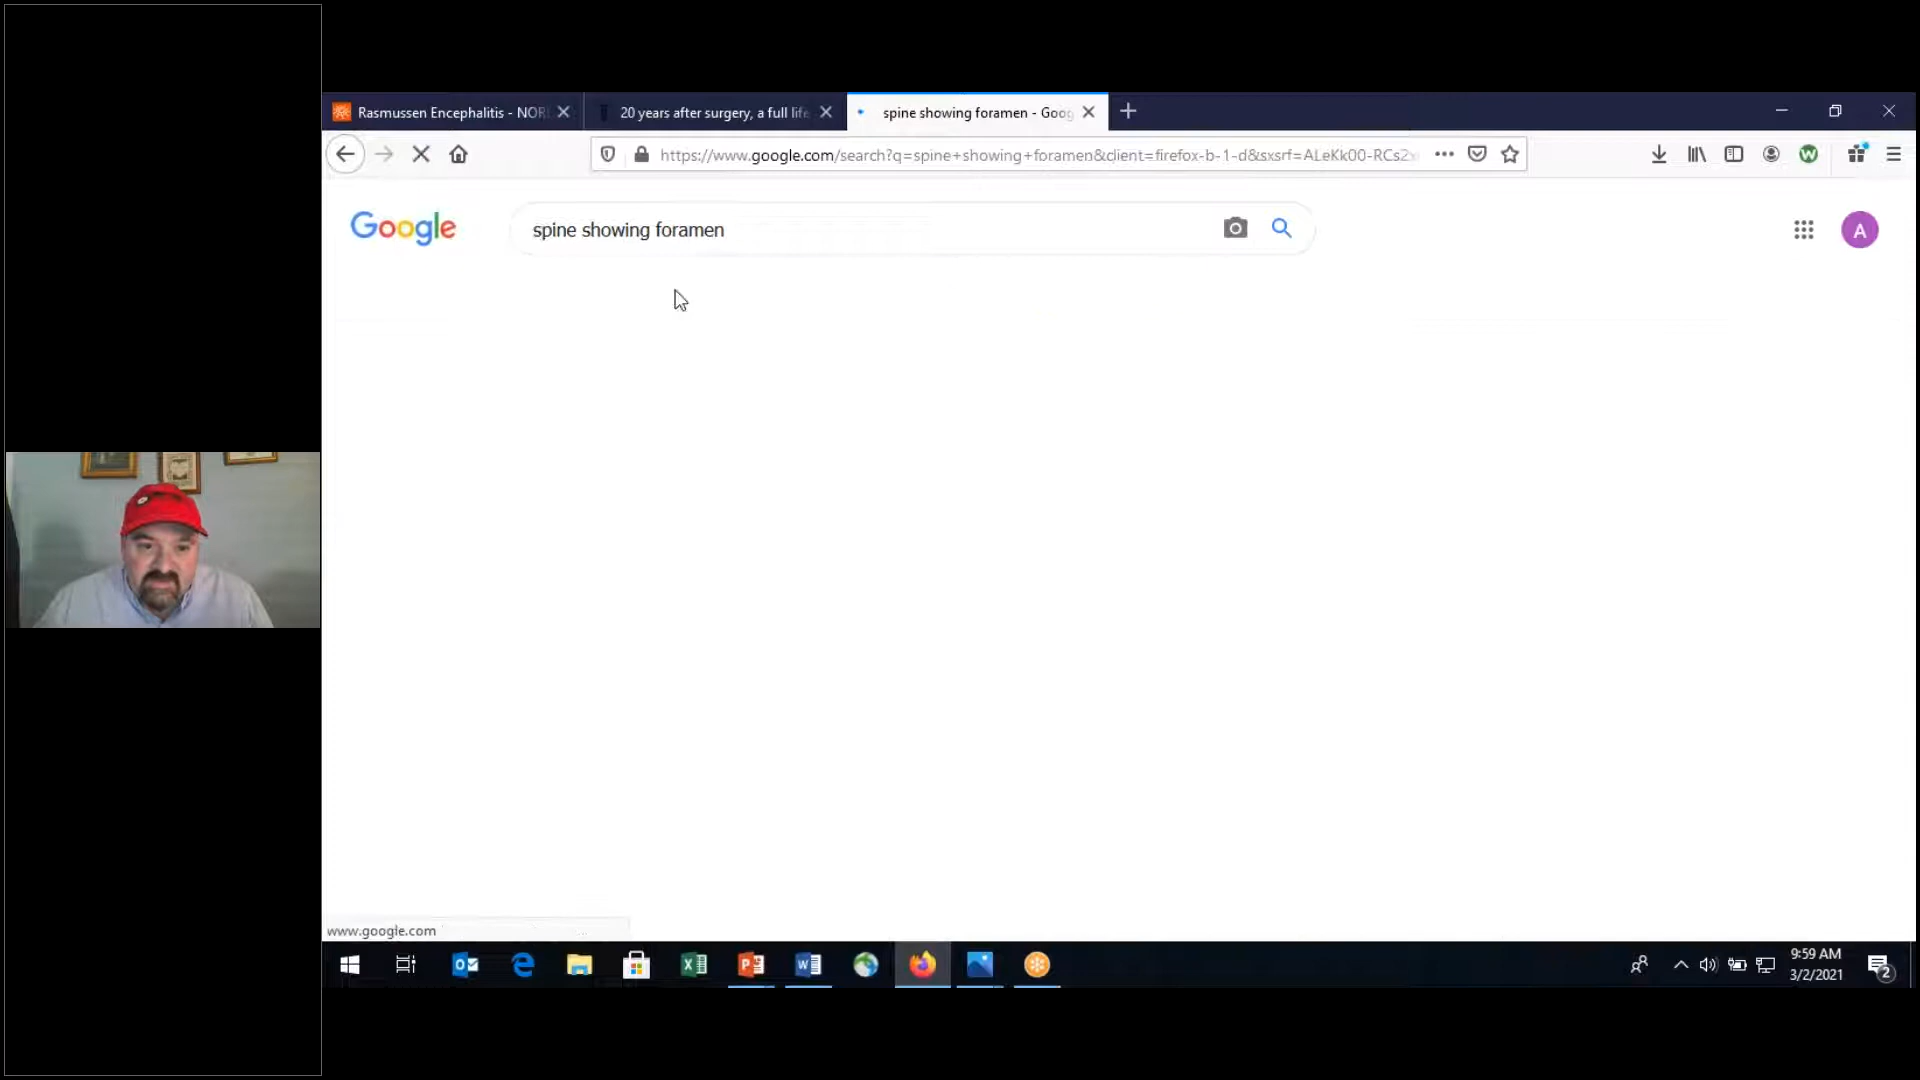 Rasmussen Encephalitis - NOR
20 years after surgery, a full life
spine showing foramen - Goog
https://www.google.com/search?q=spine+showing+foramen&client=firefox-b-1-d&sxsrf=ALeKk00-RCs2
Google
spine showing foramen
A
www.google.com
9:59 AM
3/2/2021
2